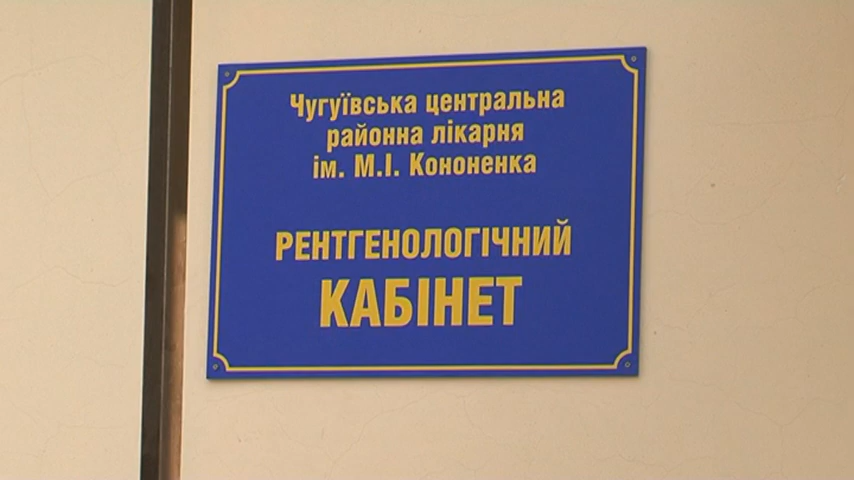 Чугуївська центральна
районна лікарня
ім. М.І. Кононенка
РЕНТГЕНОЛОГІЧНИЙ
КАБІНЕТ